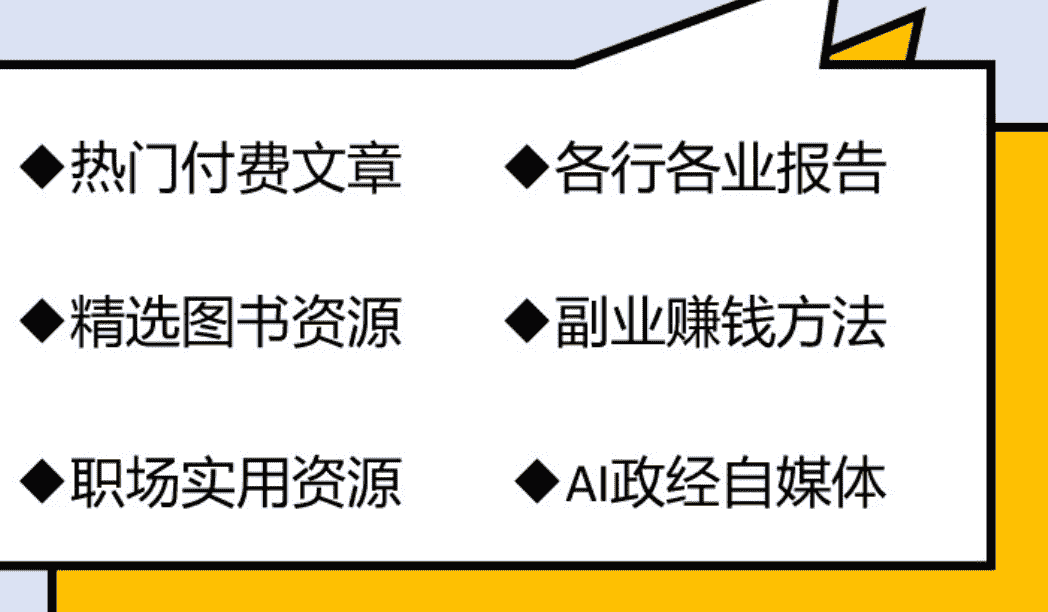 ◆热门付费文章 ◆各行各业报告
◆精选图书资源 ◆副业赚钱方法
◆职场实用资源 ◆AI政经自媒体